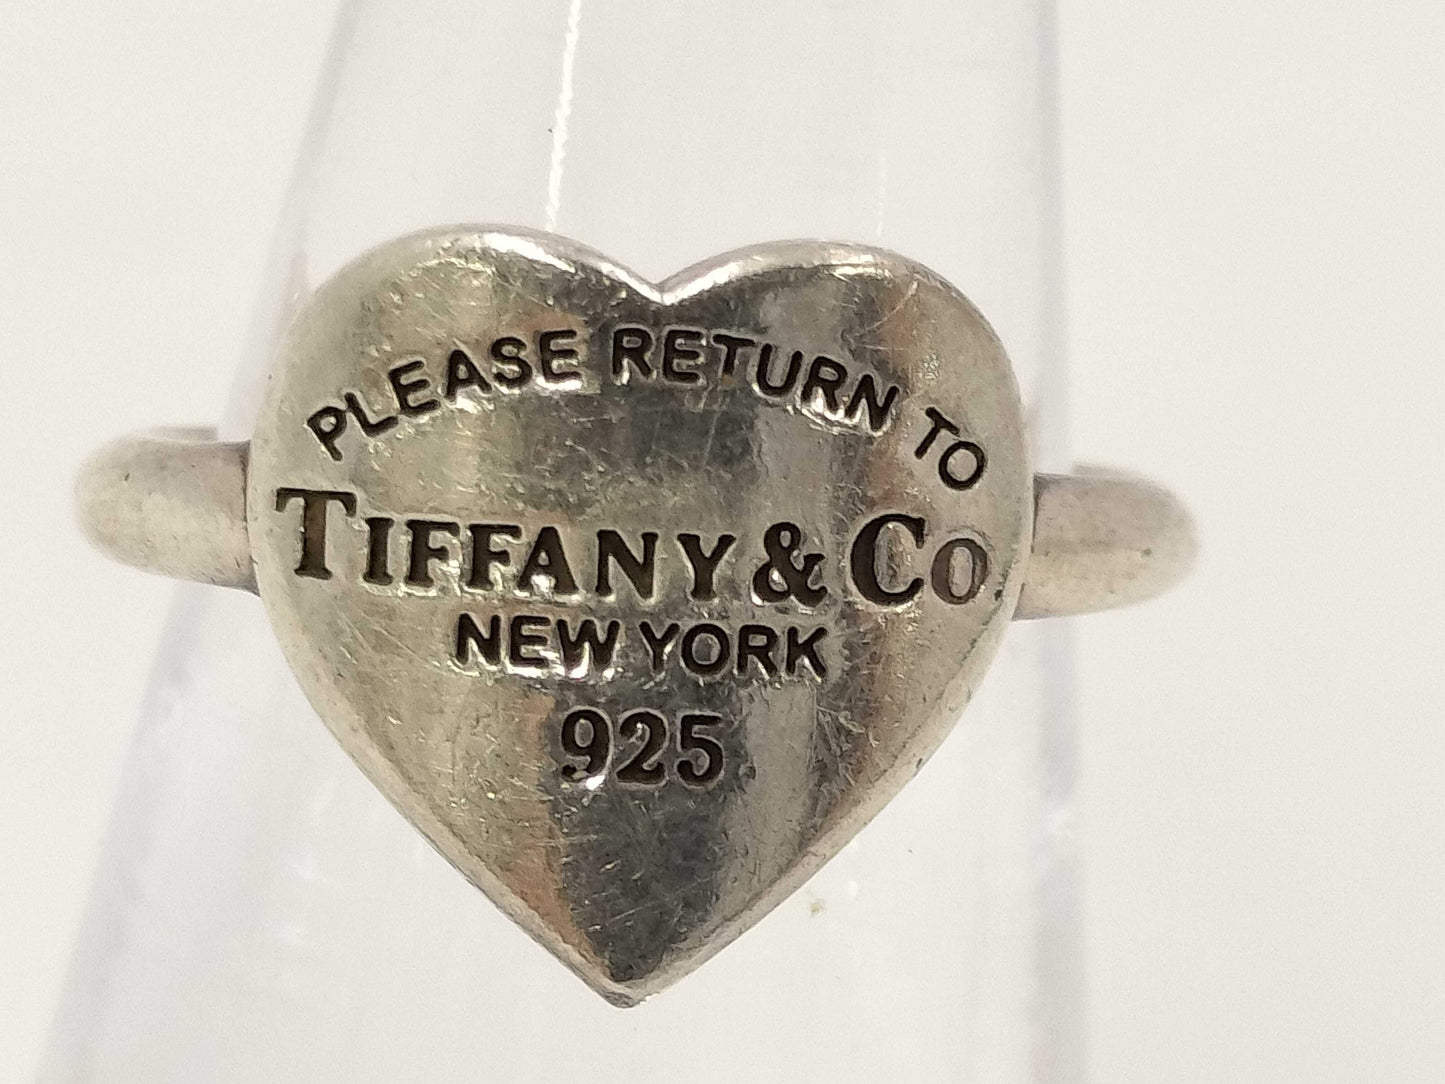 PLEASE RETURN TO
TIFFANY & CO
NEW YORK
925